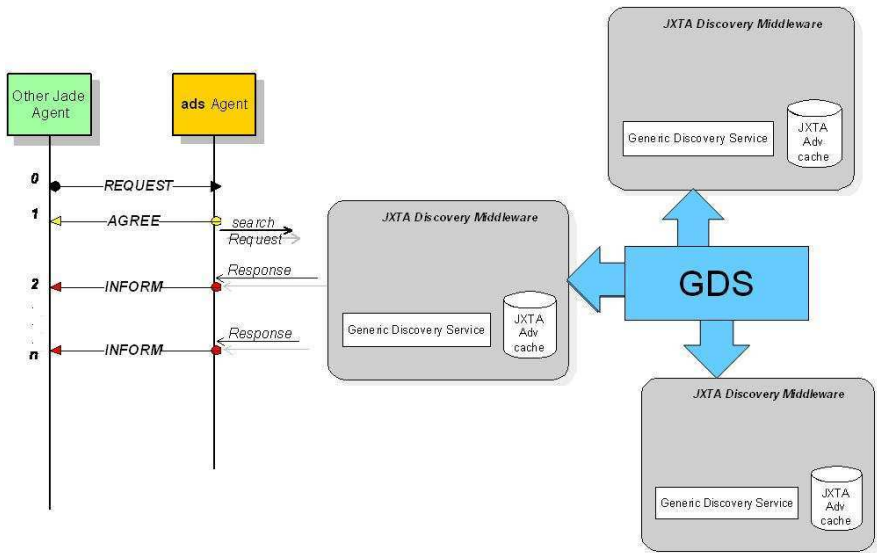 JXTA Discovery Middleware
Generic Discovery Service
JXTA
Adv
cache
Other Jade
Agent
ads Agent
0
REQUEST
1
AGREE
search
Request
2
INFORM
Response
.
.
.
n
INFORM
Response
JXTA Discovery Middleware
Generic Discovery Service
JXTA
Adv
cache
GDS
JXTA Discovery Middleware
Generic Discovery Service
JXTA
Adv
cache